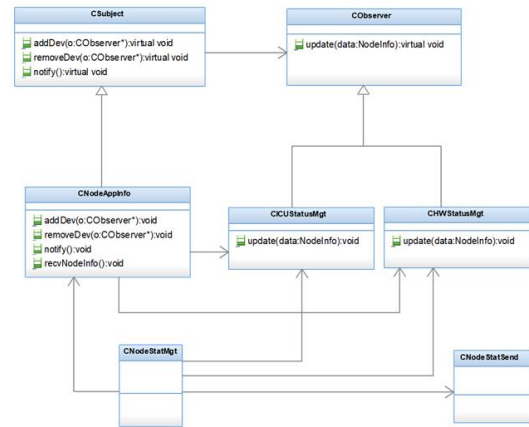 CSubject
addDev(o:CObserver*):virtual void
removeDev(o:CObserver*):virtual void
notify():virtual void
CObserver
update(data:NodeInfo):virtual void
CNodeAppInfo
addDev(o:CObserver*):void
removeDev(o:CObserver*):void
notify():void
recvNodeInfo():void
CICUStatusMgt
update(data:NodeInfo):void
CHWStatusMgt
update(data:NodeInfo):void
CNodeStatMgt
CNodeStatSend